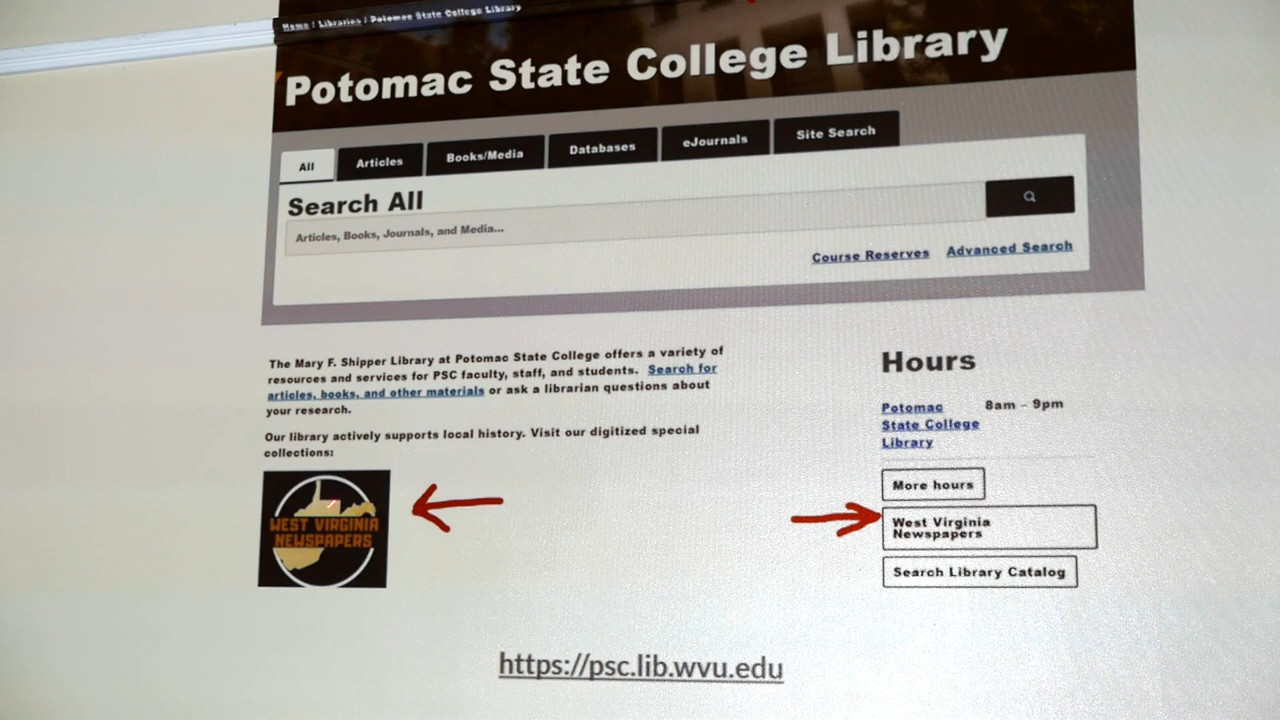 Home / Libraries / Potomac State College Library
Potomac State College Library
All
Articles
Books/Media
Databases
eJournals
Site Search
Search All
Articles, Books, Journals, and Media...
Course Reserves
Advanced Search
The Mary F. Shipper Library at Potomac State College offers a variety of
resources and services for PSC faculty, staff, and students. Search for
articles, books, and other materials or ask a librarian questions about
your research.
Our library actively supports local history. Visit our digitized special
collections:
WEST VIRGINIA
NEWSPAPERS
Hours
Potomac 8am – 9pm
State College
Library
More hours
West Virginia
Newspapers
Search Library Catalog
https://psc.lib.wvu.edu